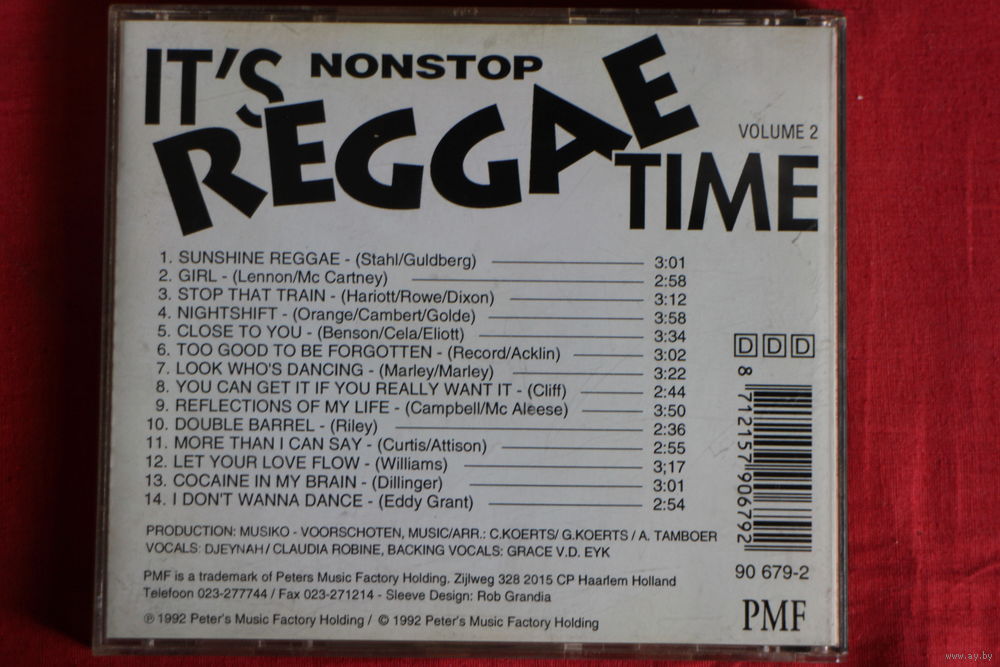 IT'S NONSTOP
REGGAE
VOLUME 2
TIME
1. SUNSHINE REGGAE - (Stahl/Guldberg) 3:01
2. GIRL - (Lennon/Mc Cartney) 2:58
3. STOP THAT TRAIN - (Hariott/Rowe/Dixon) 3:12
4. NIGHTSHIFT - (Orange/Cambert/Golde) 3:58
5. CLOSE TO YOU - (Benson/Cela/Eliott) 3:34
6. TOO GOOD TO BE FORGOTTEN - (Record/Acklin) 3:02
7. LOOK WHO'S DANCING - (Marley/Marley) 3:22
8. YOU CAN GET IT IF YOU REALLY WANT IT - (Cliff) 2:44
9. REFLECTIONS OF MY LIFE - (Campbell/Mc Aleese) 3:50
10. DOUBLE BARREL - (Riley) 2:36
11. MORE THAN I CAN SAY - (Curtis/Attison) 2:55
12. LET YOUR LOVE FLOW - (Williams) 3;17
13. COCAINE IN MY BRAIN - (Dillinger) 3:01
14. I DON'T WANNA DANCE - (Eddy Grant) 2:54
D D D
8 712157 906792
PRODUCTION: MUSIKO - VOORSCHOTEN, MUSIC/ARR.: C.KOERTS/ G.KOERTS / A. TAMBOER
VOCALS: DJEYNAH / CLAUDIA ROBINE, BACKING VOCALS: GRACE V.D. EYK
90 679-2
PMF is a trademark of Peters Music Factory Holding. Zijlweg 328 2015 CP Haarlem Holland
Telefoon 023-277744 / Fax 023-271214 - Sleeve Design: Rob Grandia
℗ 1992 Peter's Music Factory Holding / © 1992 Peter's Music Factory Holding
PMF
www.ay.by